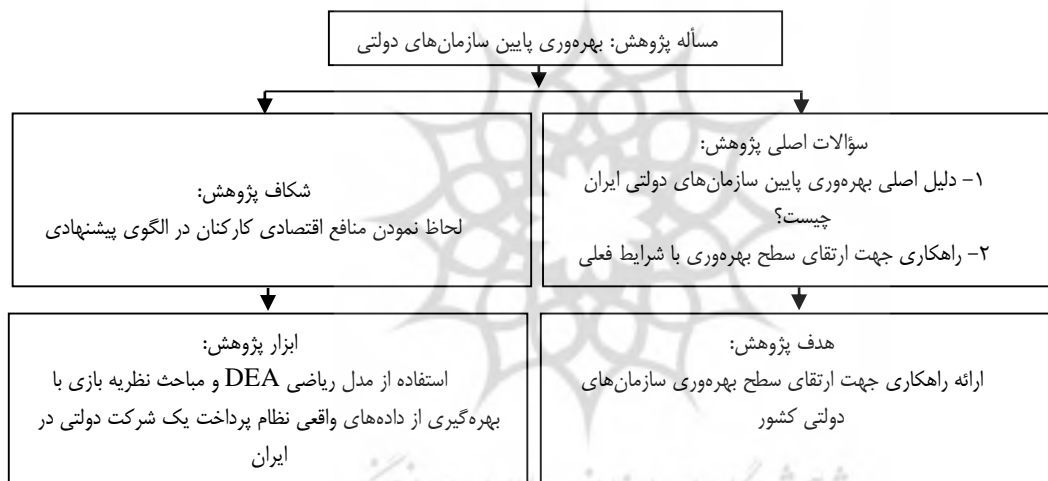 مسأله پژوهش: بهره‌وری پایین سازمان‌های دولتی
سؤالات اصلی پژوهش:
۱- دلیل اصلی بهره‌وری پایین سازمان‌های دولتی ایران
چیست؟
۲- راهکاری جهت ارتقای سطح بهره‌وری با شرایط فعلی
شکاف پژوهش:
لحاظ نمودن منافع اقتصادی کارکنان در الگوی پیشنهادی
هدف پژوهش:
ارائه راهکاری جهت ارتقای سطح بهره‌وری سازمان‌های
دولتی کشور
ابزار پژوهش:
استفاده از مدل ریاضی DEA و مباحث نظریه بازی با
بهره‌گیری از داده‌های واقعی نظام پرداخت یک شرکت دولتی در
ایران